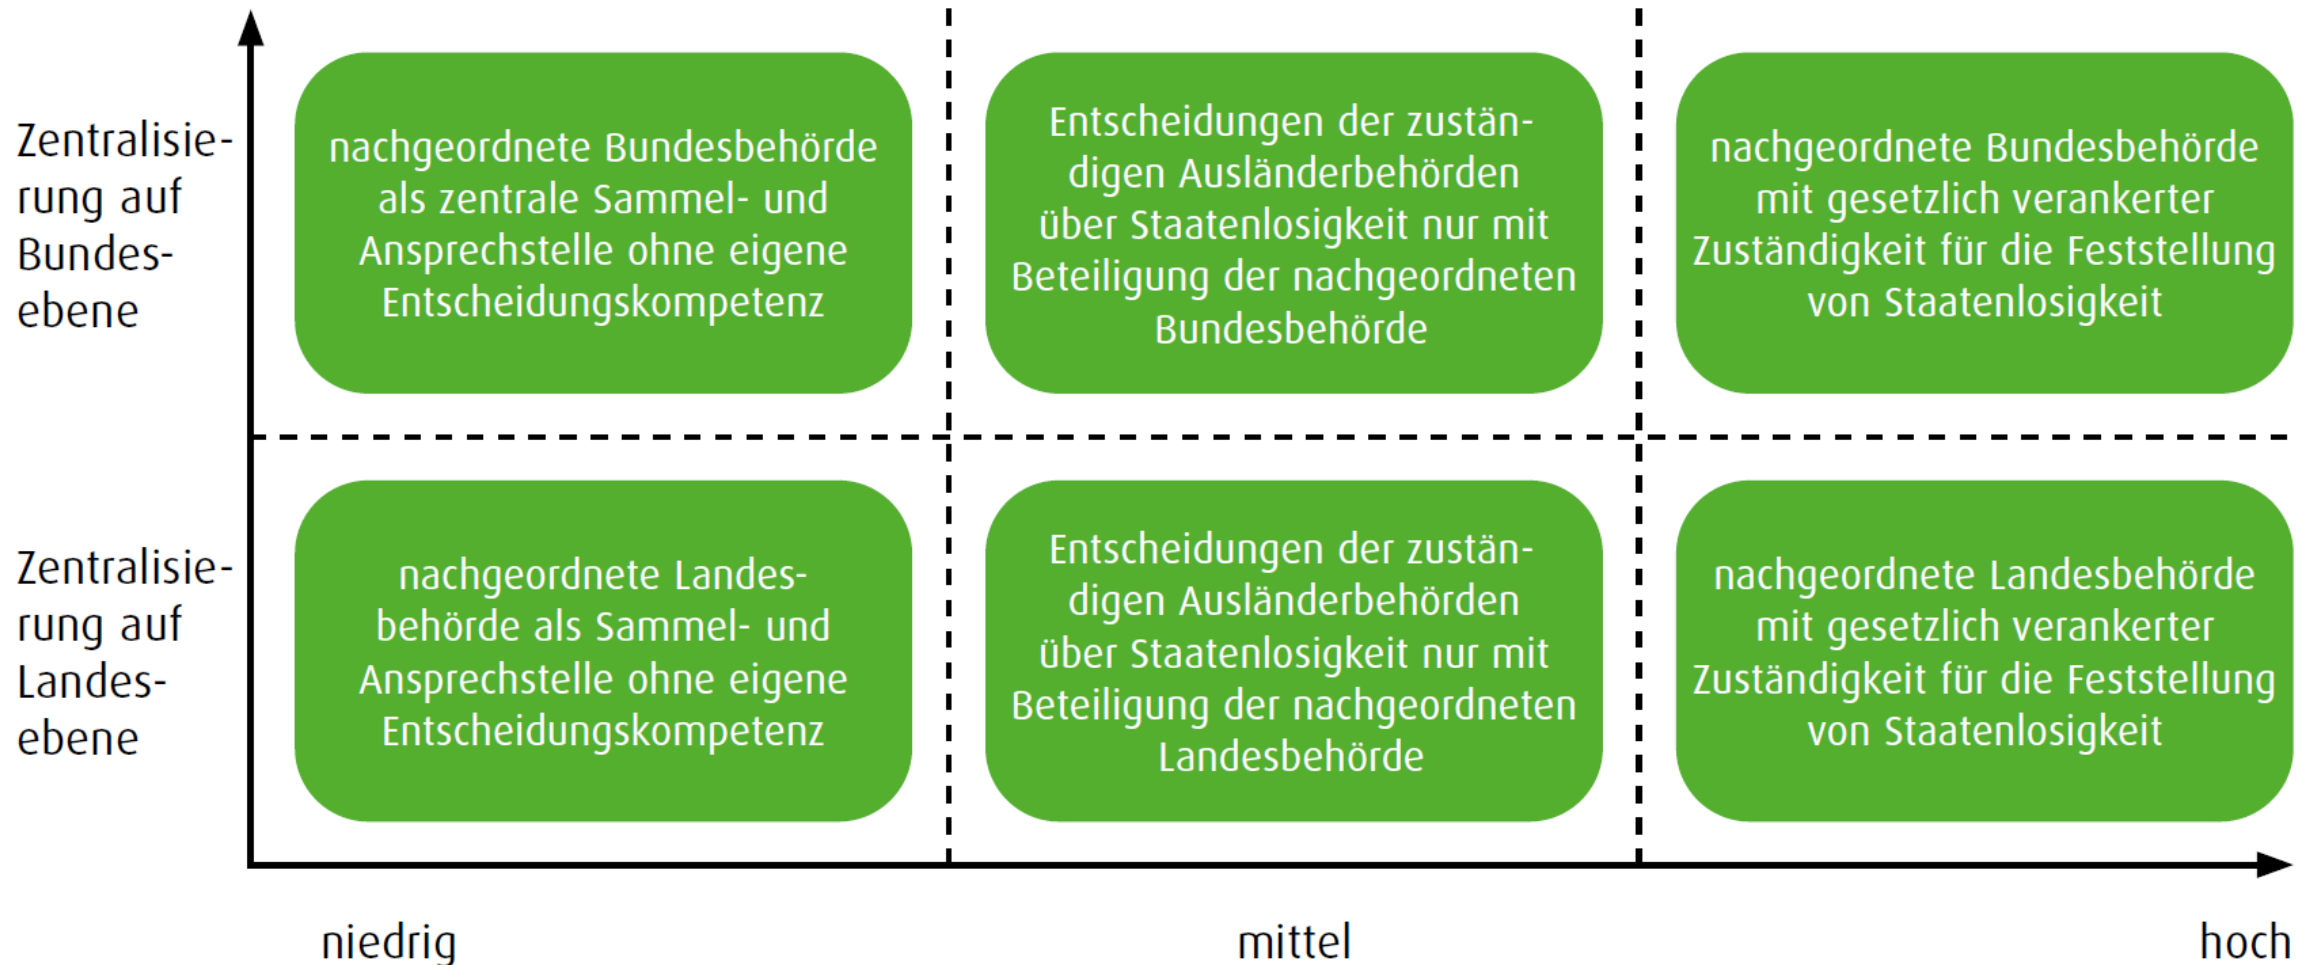 Zentralisie-
rung auf
Bundes-
ebene
nachgeordnete Bundesbehörde
als zentrale Sammel- und
Ansprechstelle ohne eigene
Entscheidungskompetenz
Entscheidungen der zustän-
digen Ausländerbehörden
über Staatenlosigkeit nur mit
Beteiligung der nachgeordneten
Bundesbehörde
nachgeordnete Bundesbehörde
mit gesetzlich verankerter
Zuständigkeit für die Feststellung
von Staatenlosigkeit
Zentralisie-
rung auf
Landes-
ebene
nachgeordnete Landes-
behörde als Sammel- und
Ansprechstelle ohne eigene
Entscheidungskompetenz
Entscheidungen der zustän-
digen Ausländerbehörden
über Staatenlosigkeit nur mit
Beteiligung der nachgeordneten
Landesbehörde
nachgeordnete Landesbehörde
mit gesetzlich verankerter
Zuständigkeit für die Feststellung
von Staatenlosigkeit
niedrig
mittel
hoch